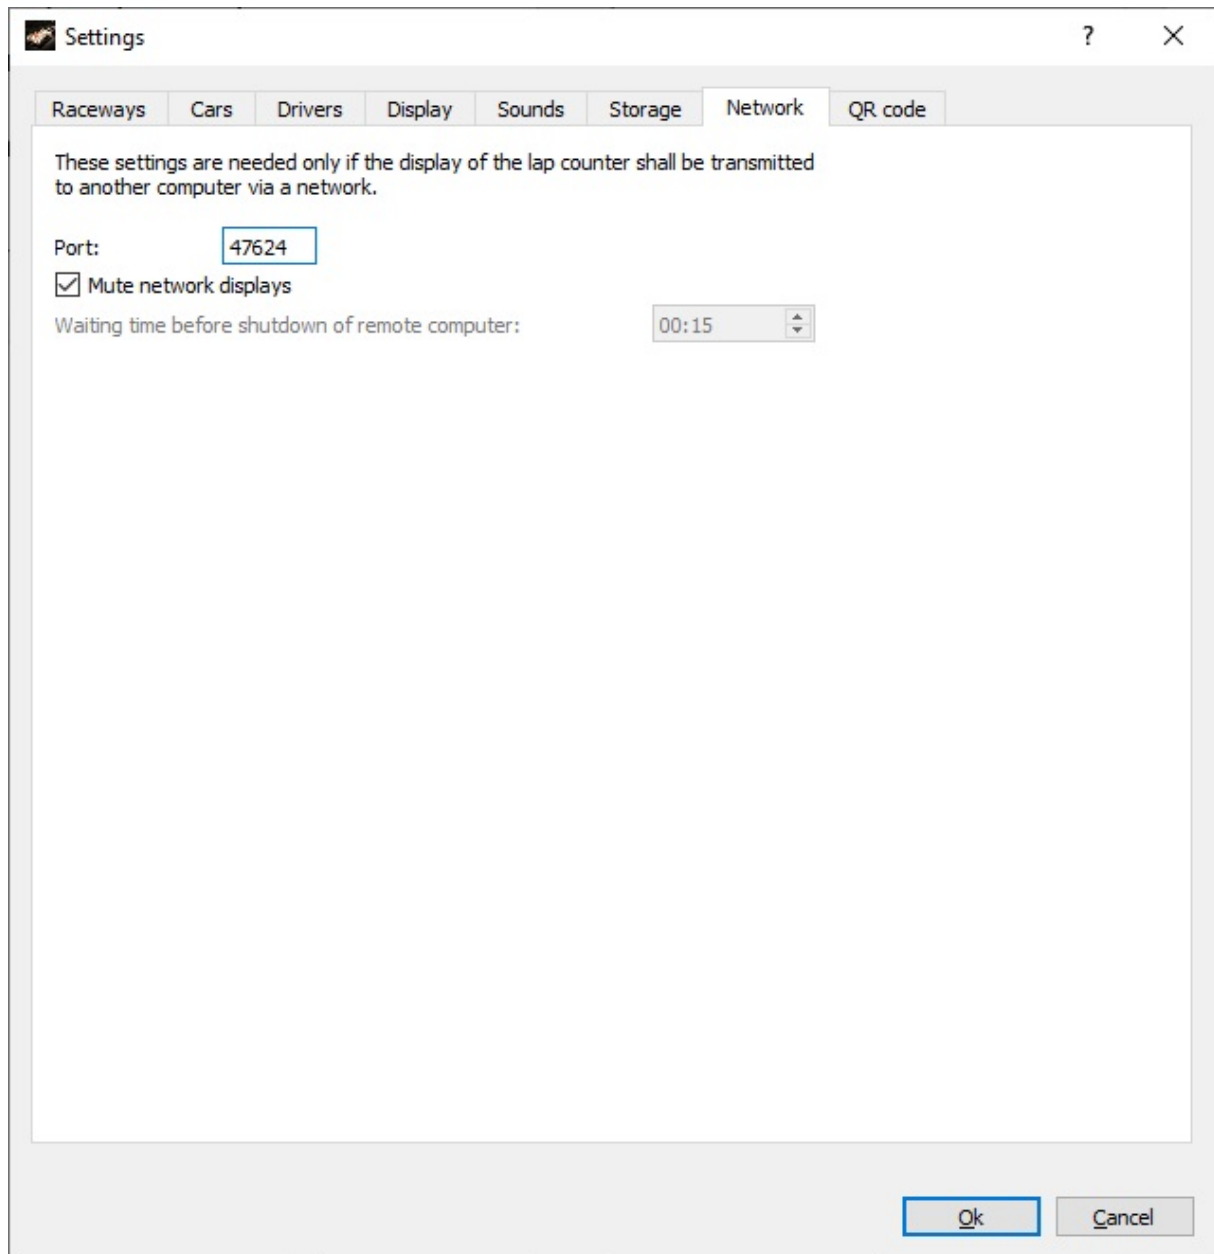 Settings
?
Raceways Cars Drivers Display Sounds Storage Network QR code
These settings are needed only if the display of the lap counter shall be transmitted
to another computer via a network.
Port: 47624
Mute network displays
Waiting time before shutdown of remote computer: 00:15
Ok Cancel